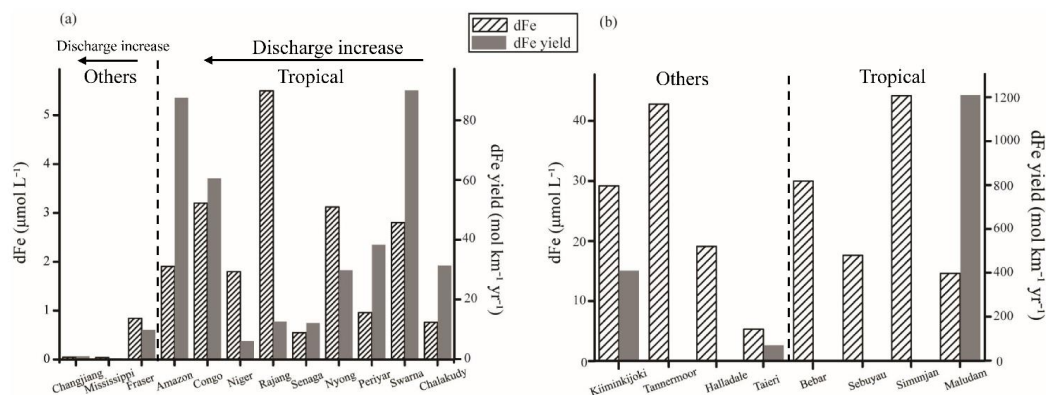 (a)
Discharge increase
Others
Discharge increase
Tropical
dFe
dFe yield
dFe (μmol L⁻¹)
5
4
3
2
1
0
dFe yield (mol km⁻¹ yr⁻¹)
80
60
40
20
0
Changjiang
Mississippi
Fraser
Amazon
Congo
Niger
Rajang
Senaga
Nyong
Periyar
Swarna
Chalakudy
(b)
Others
Tropical
dFe (μmol L⁻¹)
40
30
20
10
0
dFe yield (mol km⁻¹ yr⁻¹)
1200
1000
800
600
400
200
0
Kiiminkijoki
Tannermoor
Halladale
Taieri
Bebar
Sebuyau
Simunjan
Maludam